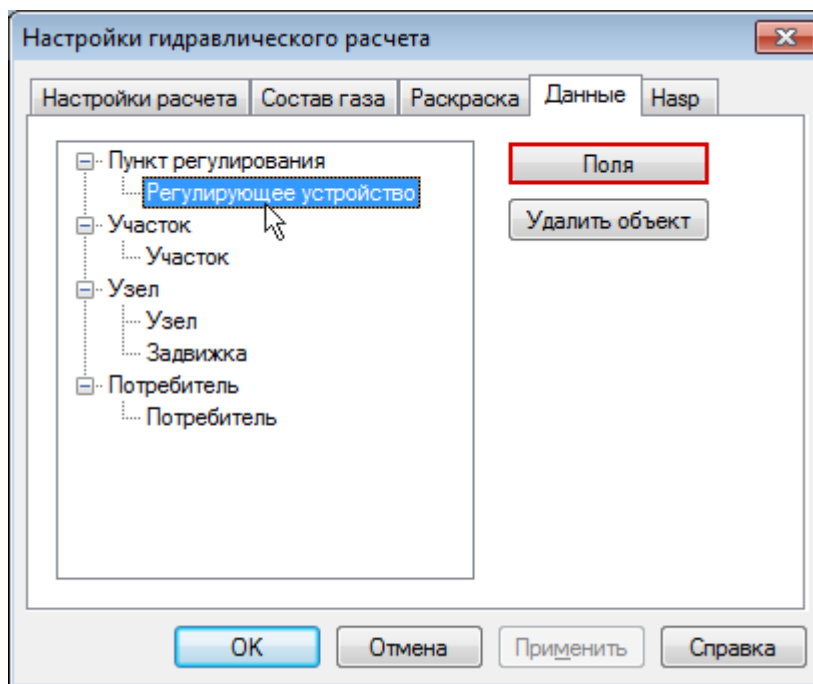 Настройки гидравлического расчета
Настройки расчета Состав газа Раскраска Данные Hasp
Пункт регулирования
Регулирующее устройство
Участок
Участок
Узел
Узел
Задвижка
Потребитель
Потребитель
Поля
Удалить объект
OK Отмена Применить Справка